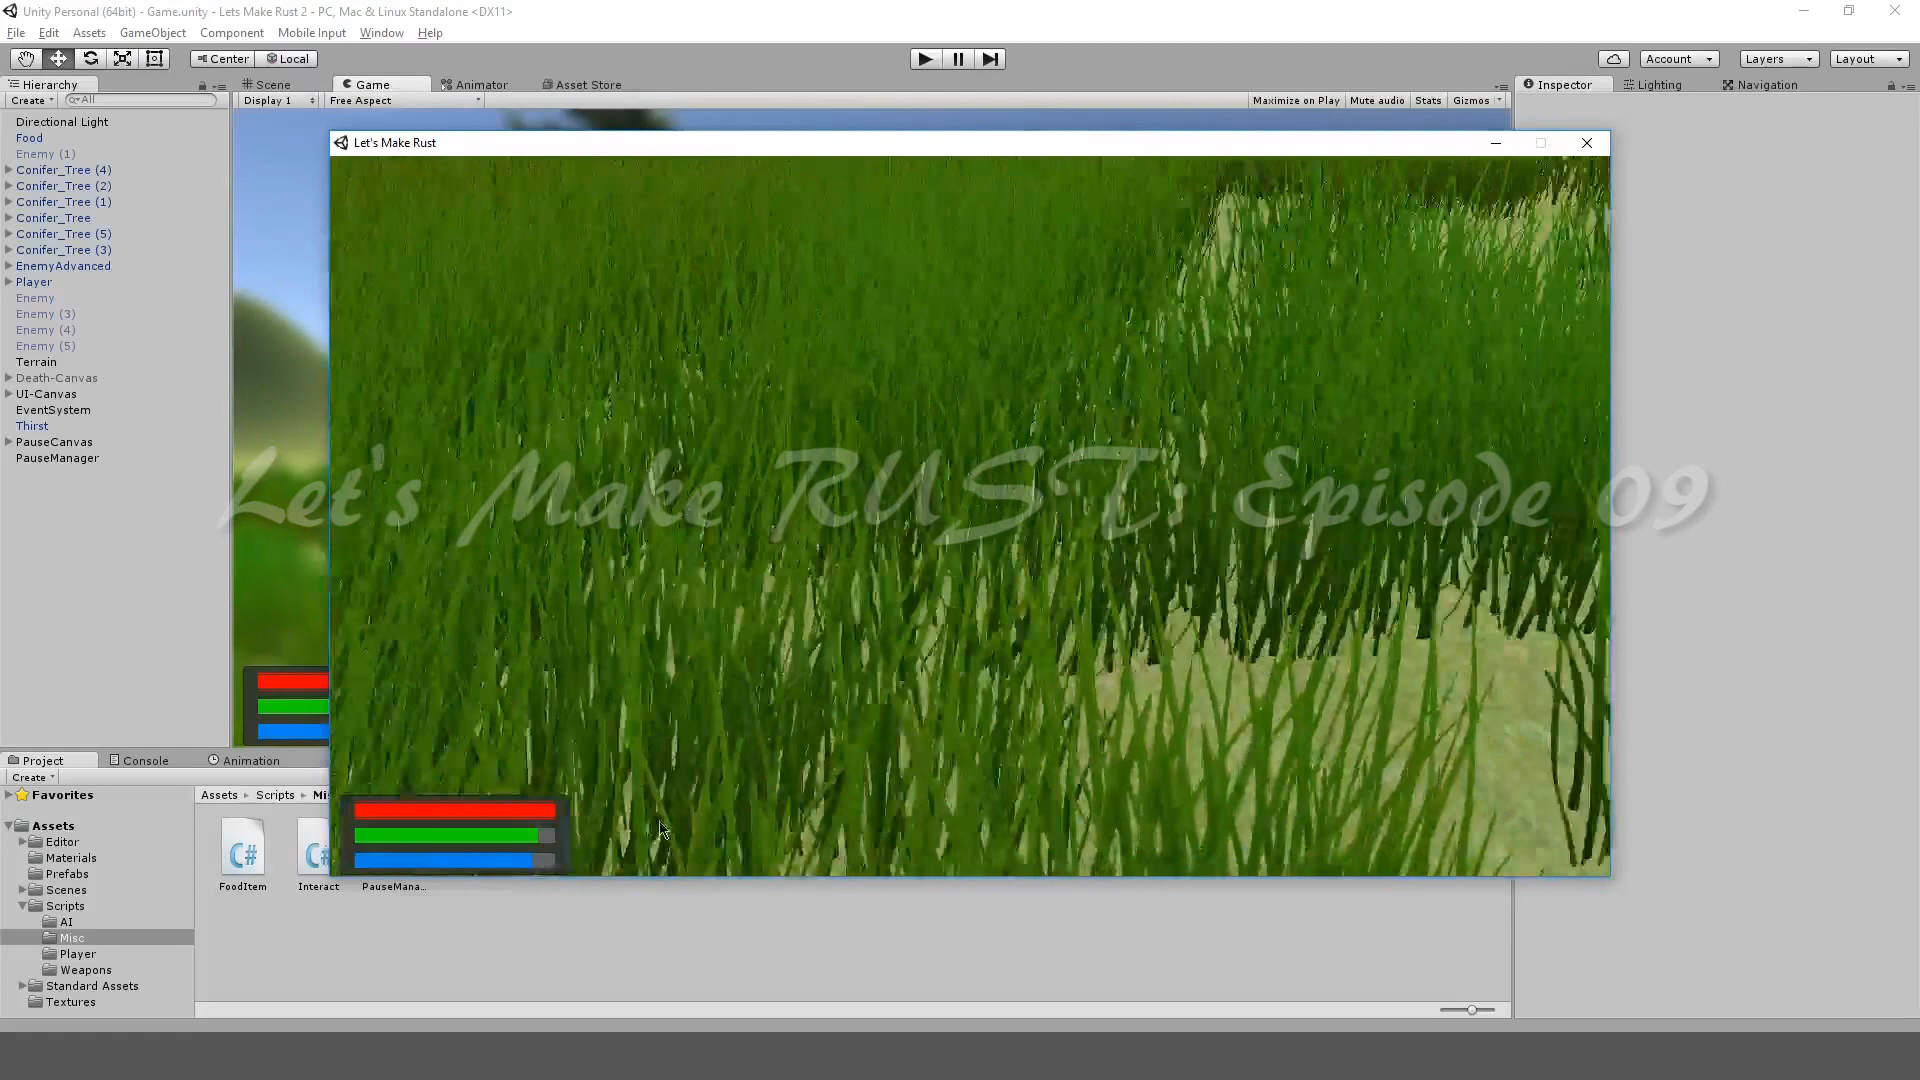 Unity Personal (64bit) - Game.unity - Lets Make Rust 2 - PC, Mac & Linux Standalone <DX11>
File Edit Assets GameObject Component Mobile Input Window Help
Center Local Account Layers Layout
Hierarchy Scene Game Animator Asset Store Inspector Lighting Navigation
Create All Display 1 Free Aspect Maximize on Play Mute audio Stats Gizmos
Directional Light
Food
Enemy (1)
Conifer_Tree (4)
Conifer_Tree (2)
Conifer_Tree (1)
Conifer_Tree
Conifer_Tree (5)
Conifer_Tree (3)
EnemyAdvanced
Player
Enemy
Enemy (3)
Enemy (4)
Enemy (5)
Terrain
Death-Canvas
UI-Canvas
EventSystem
Thirst
PauseCanvas
PauseManager
Let's Make Rust
Let's Make RUST: Episode 09
Project Console Animation
Create
Favorites
Assets
Editor
Materials
Prefabs
Scenes
Scripts
AI
Misc
Player
Weapons
Standard Assets
Textures
Assets Scripts Mi
C# C#
FoodItem Interact PauseMana...